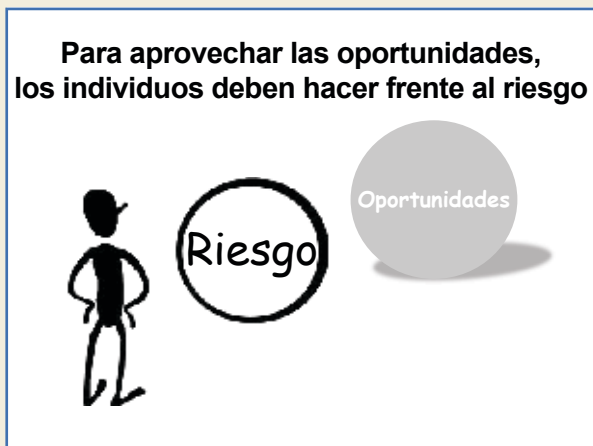 Para aprovechar las oportunidades,
los individuos deben hacer frente al riesgo
Oportunidades
Riesgo